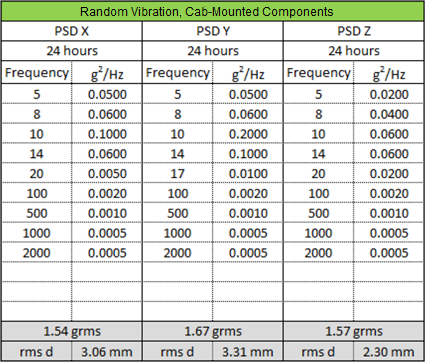 Random Vibration, Cab-Mounted Components
PSD X PSD Y PSD Z
24 hours 24 hours 24 hours
Frequency g²/Hz Frequency g²/Hz Frequency g²/Hz
5 0.0500 5 0.0500 5 0.0200
8 0.0600 8 0.0600 8 0.0400
10 0.1000 10 0.2000 10 0.0600
14 0.0600 14 0.1000 14 0.0600
20 0.0050 17 0.0100 20 0.0200
100 0.0020 100 0.0020 100 0.0020
500 0.0010 500 0.0010 500 0.0010
1000 0.0005 1000 0.0005 1000 0.0005
2000 0.0005 2000 0.0005 2000 0.0005
1.54 grms 1.67 grms 1.57 grms
rms d 3.06 mm rms d 3.31 mm rms d 2.30 mm